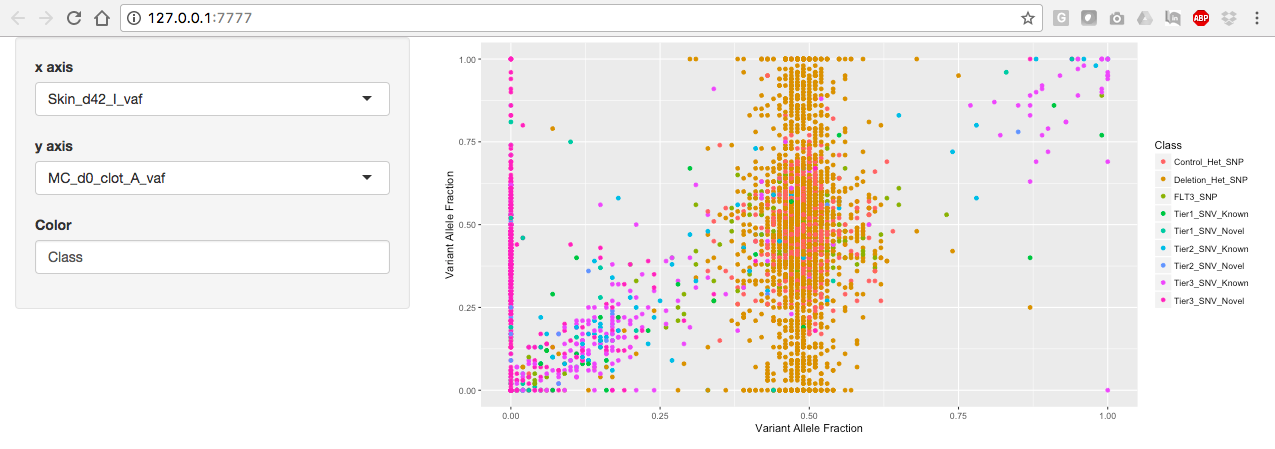 127.0.0.1:7777
ABP
x axis
Skin_d42_I_vaf
y axis
MC_d0_clot_A_vaf
Color
Class
Variant Allele Fraction
1.00
0.75
0.50
0.25
0.00
0.00 0.25 0.50 0.75 1.00
Variant Allele Fraction
Class
Control_Het_SNP
Deletion_Het_SNP
FLT3_SNP
Tier1_SNV_Known
Tier1_SNV_Novel
Tier2_SNV_Known
Tier2_SNV_Novel
Tier3_SNV_Known
Tier3_SNV_Novel